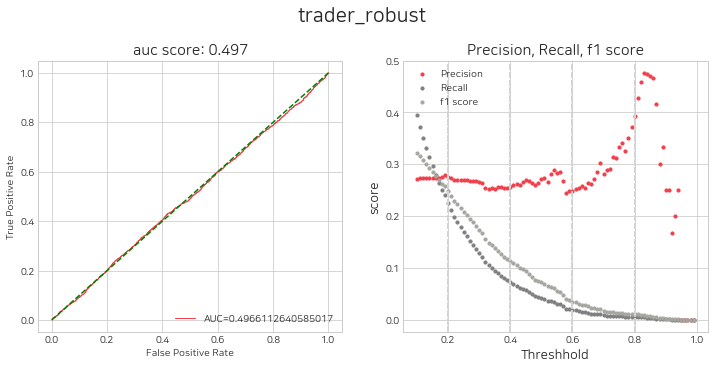 trader_robust
auc score: 0.497
1.0
0.8
0.6
0.4
0.2
0.0
True Positive Rate
AUC=0.4966112640585017
0.0 0.2 0.4 0.6 0.8 1.0
False Positive Rate
Precision, Recall, f1 score
0.5
0.4
0.3
0.2
0.1
0.0
score
Precision
Recall
f1 score
0.2 0.4 0.6 0.8 1.0
Threshhold